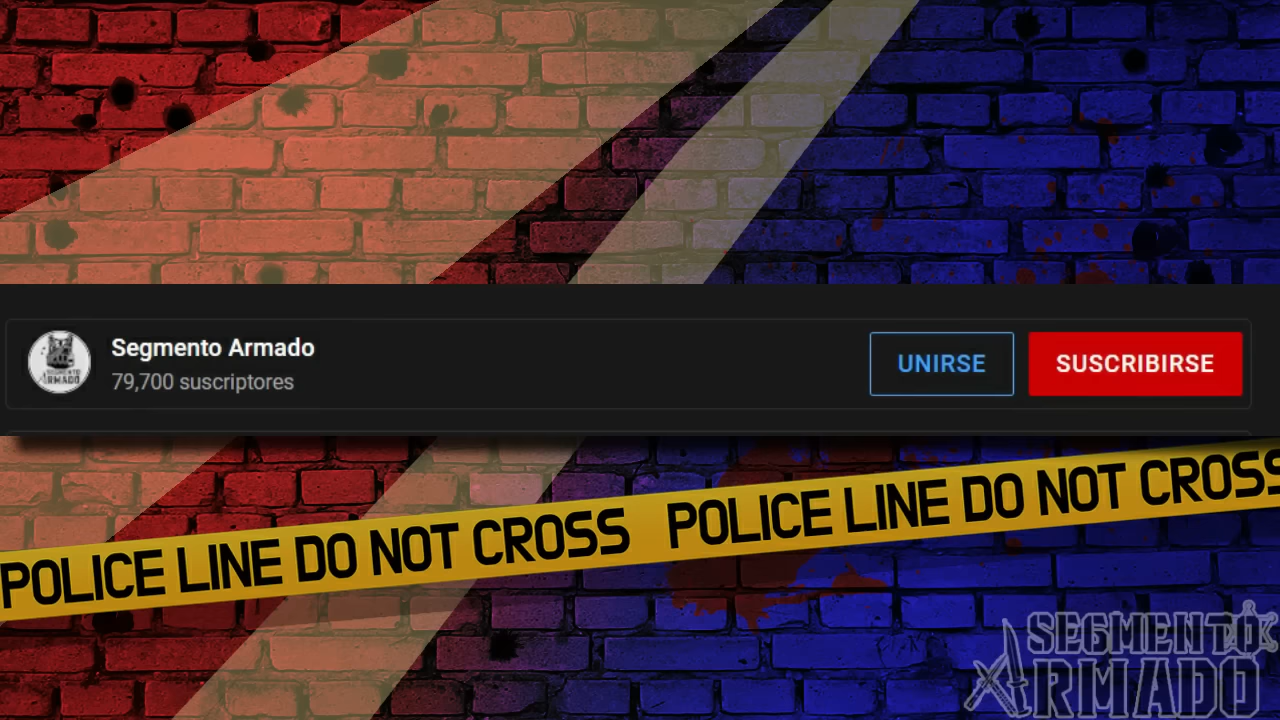 Segmento Armado
79,700 suscriptores
UNIRSE
SUSCRIBIRSE
POLICE LINE DO NOT CROSS POLICE LINE DO NOT CROSS
SEGMENTO
ARMADO